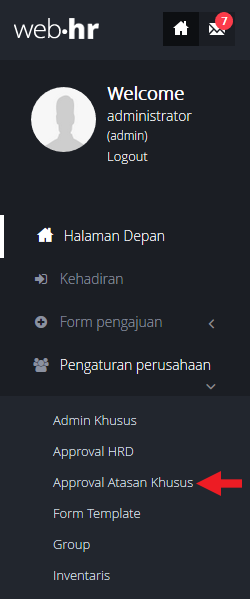 web·hr
7
Welcome
administrator
(admin)
Logout
Halaman Depan
Kehadiran
Form pengajuan
Pengaturan perusahaan
Admin Khusus
Approval HRD
Approval Atasan Khusus
Form Template
Group
Inventaris